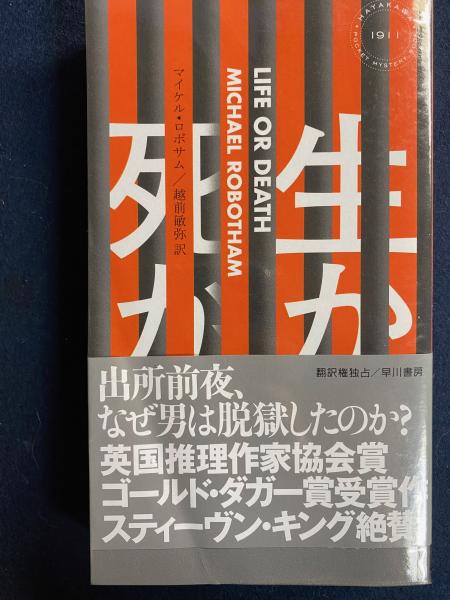 HAYAKAWA
1911
POCKET MYSTERY
生か
死か
LIFE OR DEATH
MICHAEL ROBOTHAM
マイケル・ロボサム／越前敏弥訳
翻訳権独占／早川書房
出所前夜、
なぜ男は脱獄したのか?
英国推理作家協会賞
ゴールド・ダガー賞受賞作
スティーヴン・キング絶賛